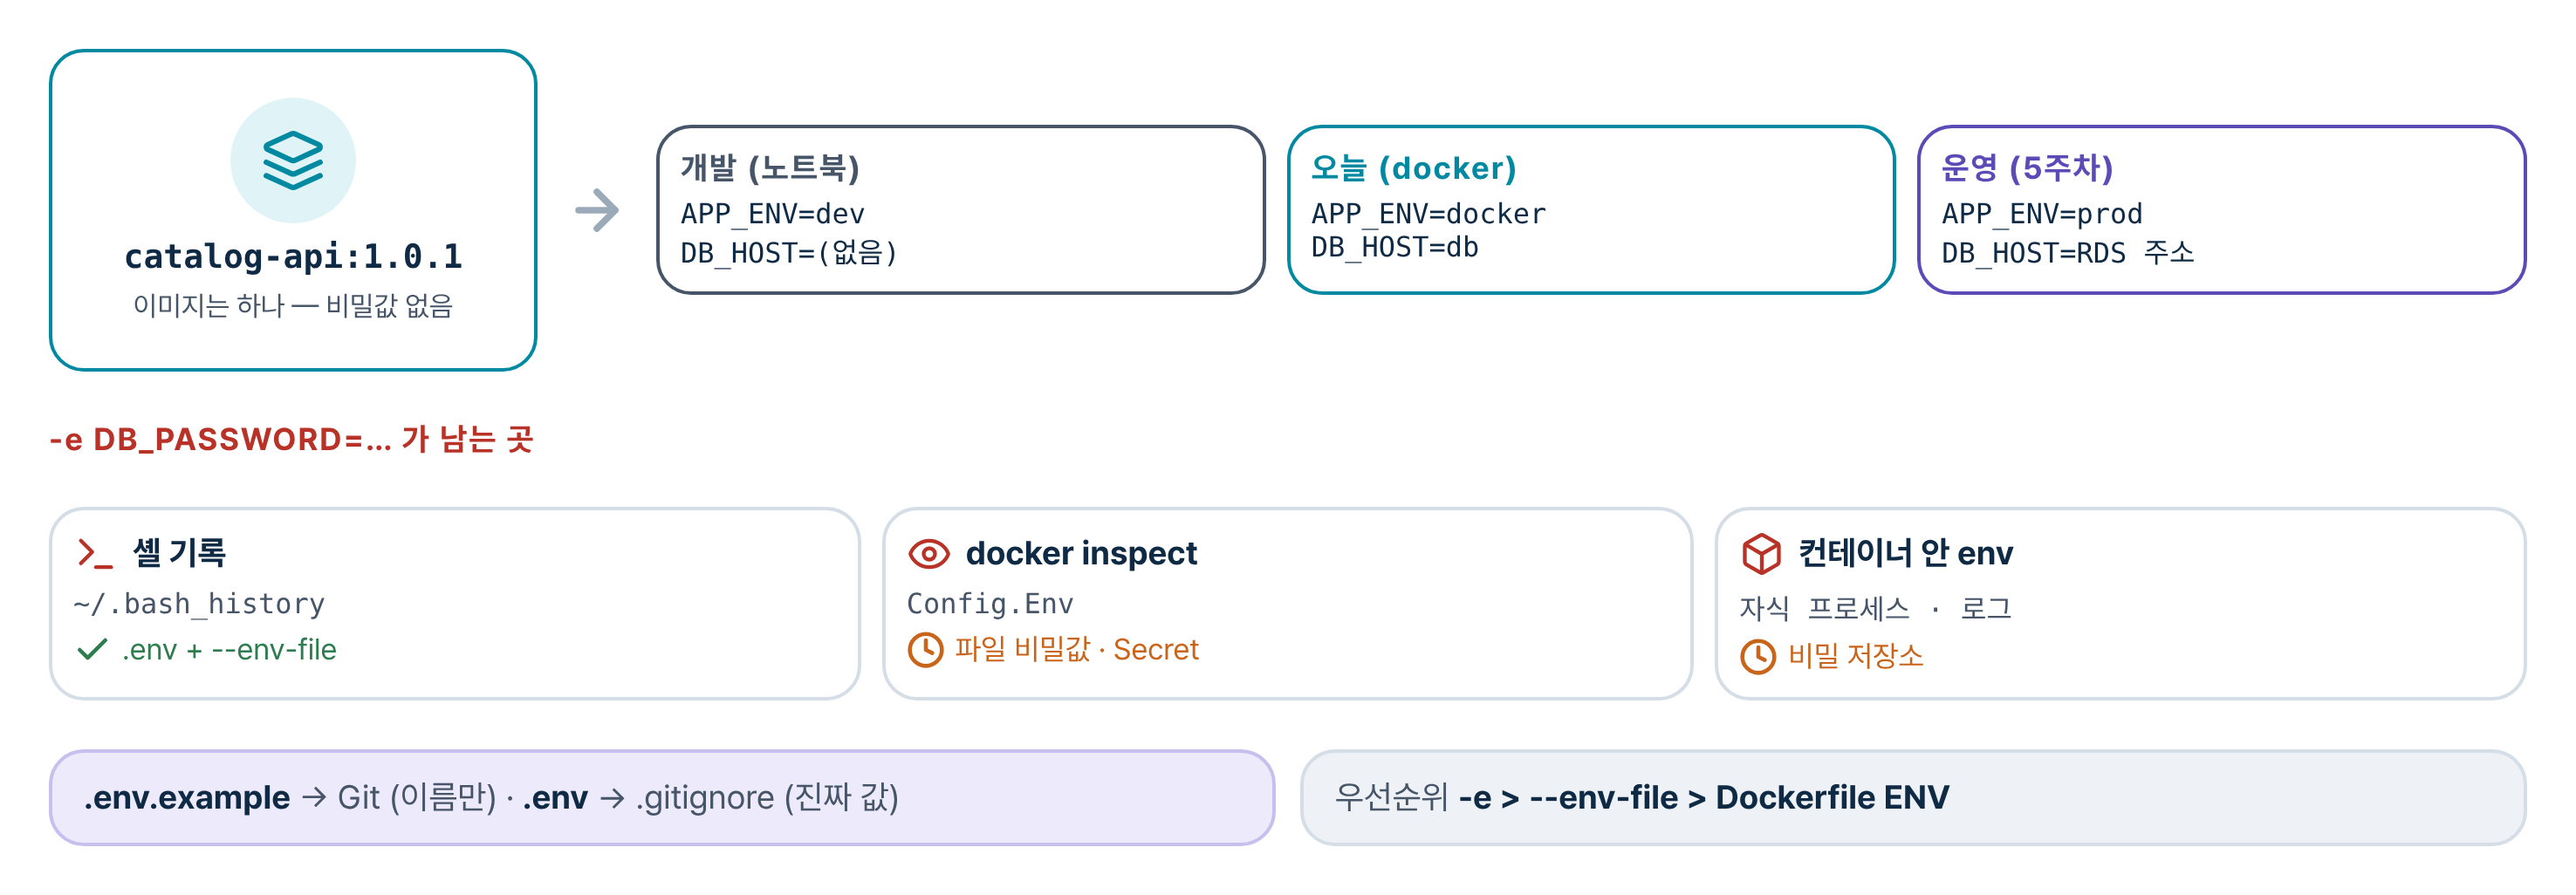 catalog-api:1.0.1
이미지는 하나 — 비밀값 없음
개발 (노트북)
APP_ENV=dev
DB_HOST=(없음)
오늘 (docker)
APP_ENV=docker
DB_HOST=db
운영 (5주차)
APP_ENV=prod
DB_HOST=RDS 주소
-e DB_PASSWORD=... 가 남는 곳
셸 기록
~/.bash_history
.env + --env-file
docker inspect
Config.Env
파일 비밀값 · Secret
컨테이너 안 env
자식 프로세스 · 로그
비밀 저장소
.env.example → Git (이름만) · .env → .gitignore (진짜 값)
우선순위 -e > --env-file > Dockerfile ENV